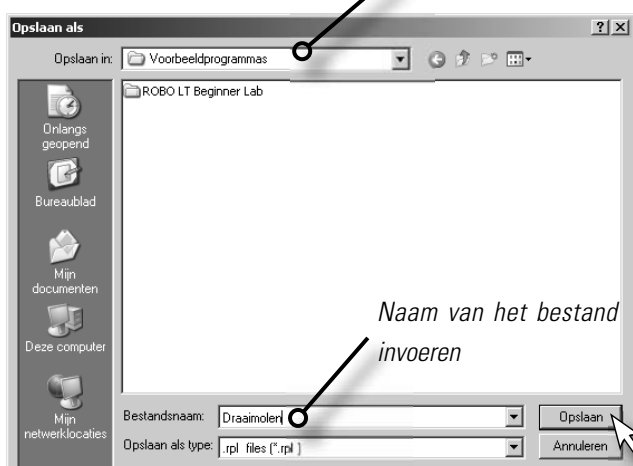 Opslaan als
Opslaan in: Voorbeeldprogrammas
ROBO LT Beginner Lab
Onlangs
geopend
Bureaublad
Mijn
documenten
Deze computer
Mijn
netwerklocaties
Naam van het bestand
invoeren
Bestandsnaam: Draaimolen Opslaan
Opslaan als type: .rpl files (*.rpl ) Annuleren